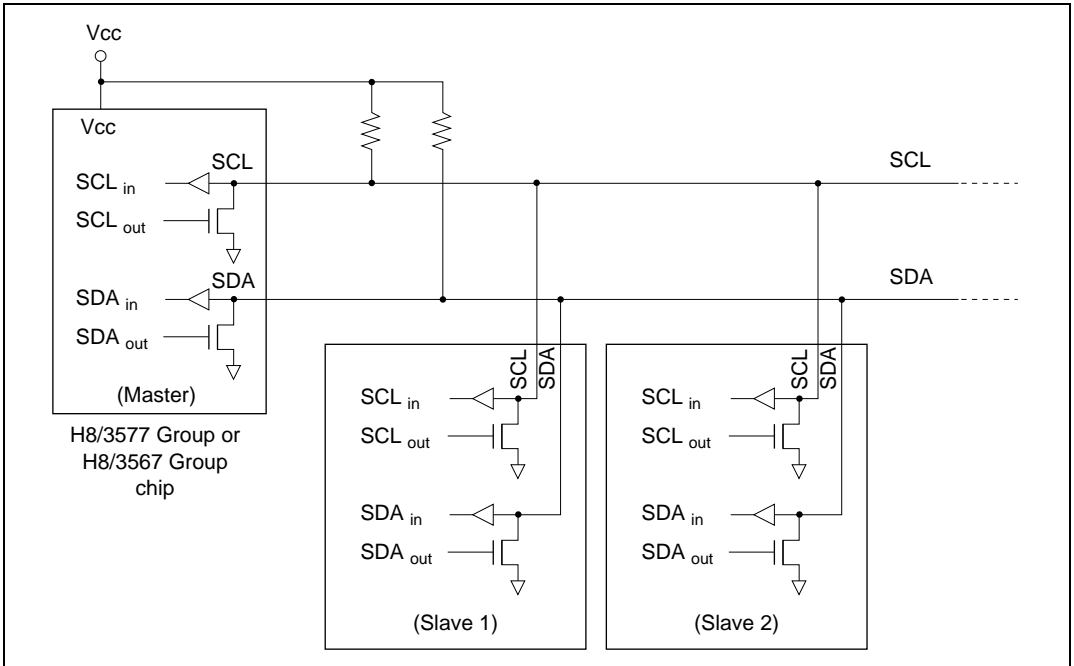 Vcc
Vcc
SCL
SCL in
SCL out
SDA
SDA in
SDA out
(Master)
H8/3577 Group or
H8/3567 Group
chip
SCL
SDA
SCL
SDA
SCL in
SCL out
SDA in
SDA out
(Slave 1)
SCL
SDA
SCL in
SCL out
SDA in
SDA out
(Slave 2)